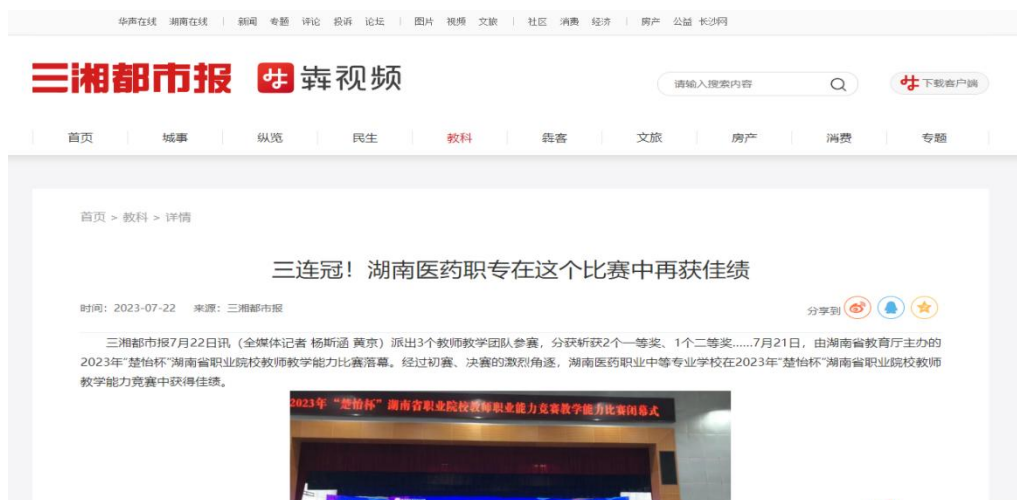 华声在线 湖南在线 | 新闻 专题 评论 投诉 论坛 | 图片 视频 文旅 | 社区 消费 经济 | 房产 公益 长沙网
三湘都市报 犇视频
请输入搜索内容
下载客户端
首页 城事 纵览 民生 教科 犇客 文旅 房产 消费 专题
首页 > 教科 > 详情
三连冠！湖南医药职专在这个比赛中再获佳绩
时间：2023-07-22 来源：三湘都市报
分享到
三湘都市报7月22日讯（全媒体记者 杨斯涵 黄京）派出3个教师教学团队参赛，分获斩获2个一等奖、1个二等奖……7月21日，由湖南省教育厅主办的
2023年“楚怡杯”湖南省职业院校教师教学能力比赛落幕。经过初赛、决赛的激烈角逐，湖南医药职业中等专业学校在2023年“楚怡杯”湖南省职业院校教师
教学能力竞赛中获得佳绩。
2023年“楚怡杯”湖南省职业院校教师职业能力竞赛教学能力比赛闭幕式